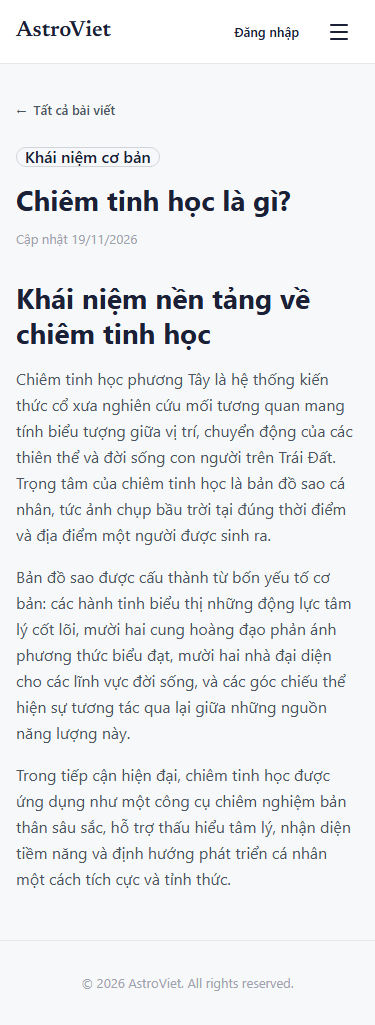 AstroViet
Đăng nhập
← Tất cả bài viết
Khái niệm cơ bản
Chiêm tinh học là gì?
Cập nhật 19/11/2026
Khái niệm nền tảng về
chiêm tinh học
Chiêm tinh học phương Tây là hệ thống kiến
thức cổ xưa nghiên cứu mối tương quan mang
tính biểu tượng giữa vị trí, chuyển động của các
thiên thể và đời sống con người trên Trái Đất.
Trọng tâm của chiêm tinh học là bản đồ sao cá
nhân, tức ảnh chụp bầu trời tại đúng thời điểm
và địa điểm một người được sinh ra.
Bản đồ sao được cấu thành từ bốn yếu tố cơ
bản: các hành tinh biểu thị những động lực tâm
lý cốt lõi, mười hai cung hoàng đạo phản ánh
phương thức biểu đạt, mười hai nhà đại diện
cho các lĩnh vực đời sống, và các góc chiếu thể
hiện sự tương tác qua lại giữa những nguồn
năng lượng này.
Trong tiếp cận hiện đại, chiêm tinh học được
ứng dụng như một công cụ chiêm nghiệm bản
thân sâu sắc, hỗ trợ thấu hiểu tâm lý, nhận diện
tiềm năng và định hướng phát triển cá nhân
một cách tích cực và tỉnh thức.
© 2026 AstroViet. All rights reserved.